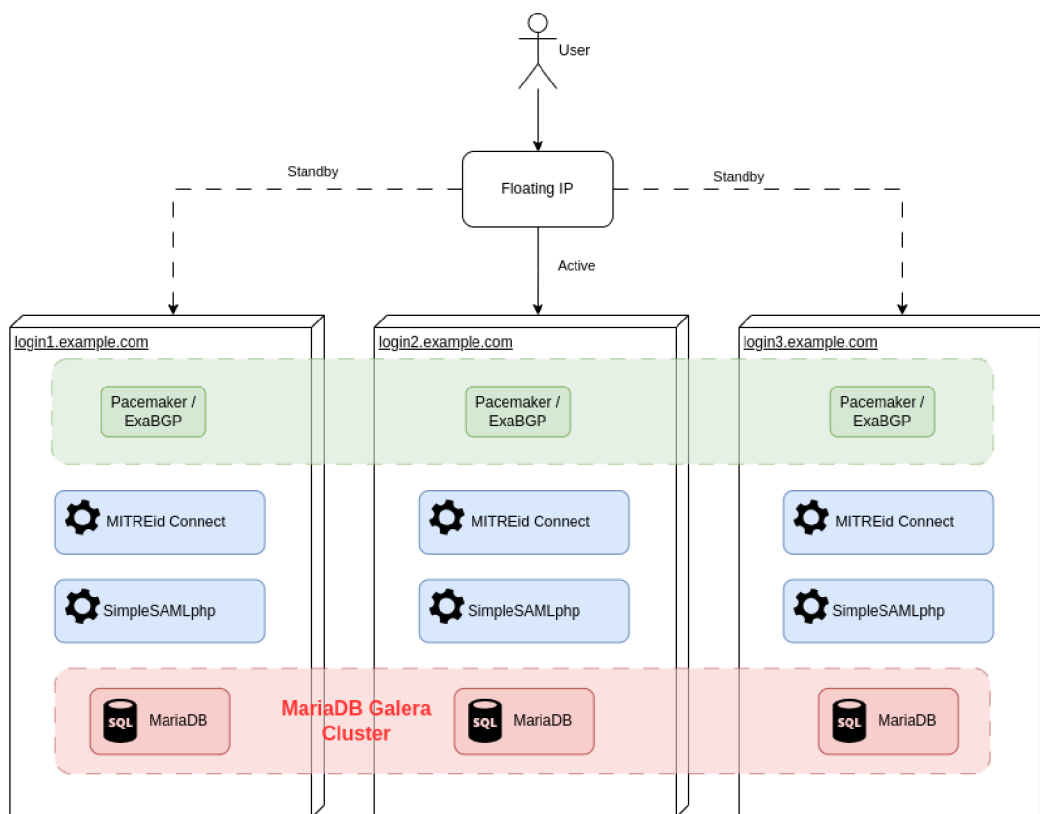 User
Floating IP
Standby
Standby
Active
login1.example.com
login2.example.com
login3.example.com
Pacemaker /
ExaBGP
Pacemaker /
ExaBGP
Pacemaker /
ExaBGP
MITREid Connect
MITREid Connect
MITREid Connect
SimpleSAMLphp
SimpleSAMLphp
SimpleSAMLphp
MariaDB Galera
Cluster
SQL
MariaDB
SQL
MariaDB
SQL
MariaDB